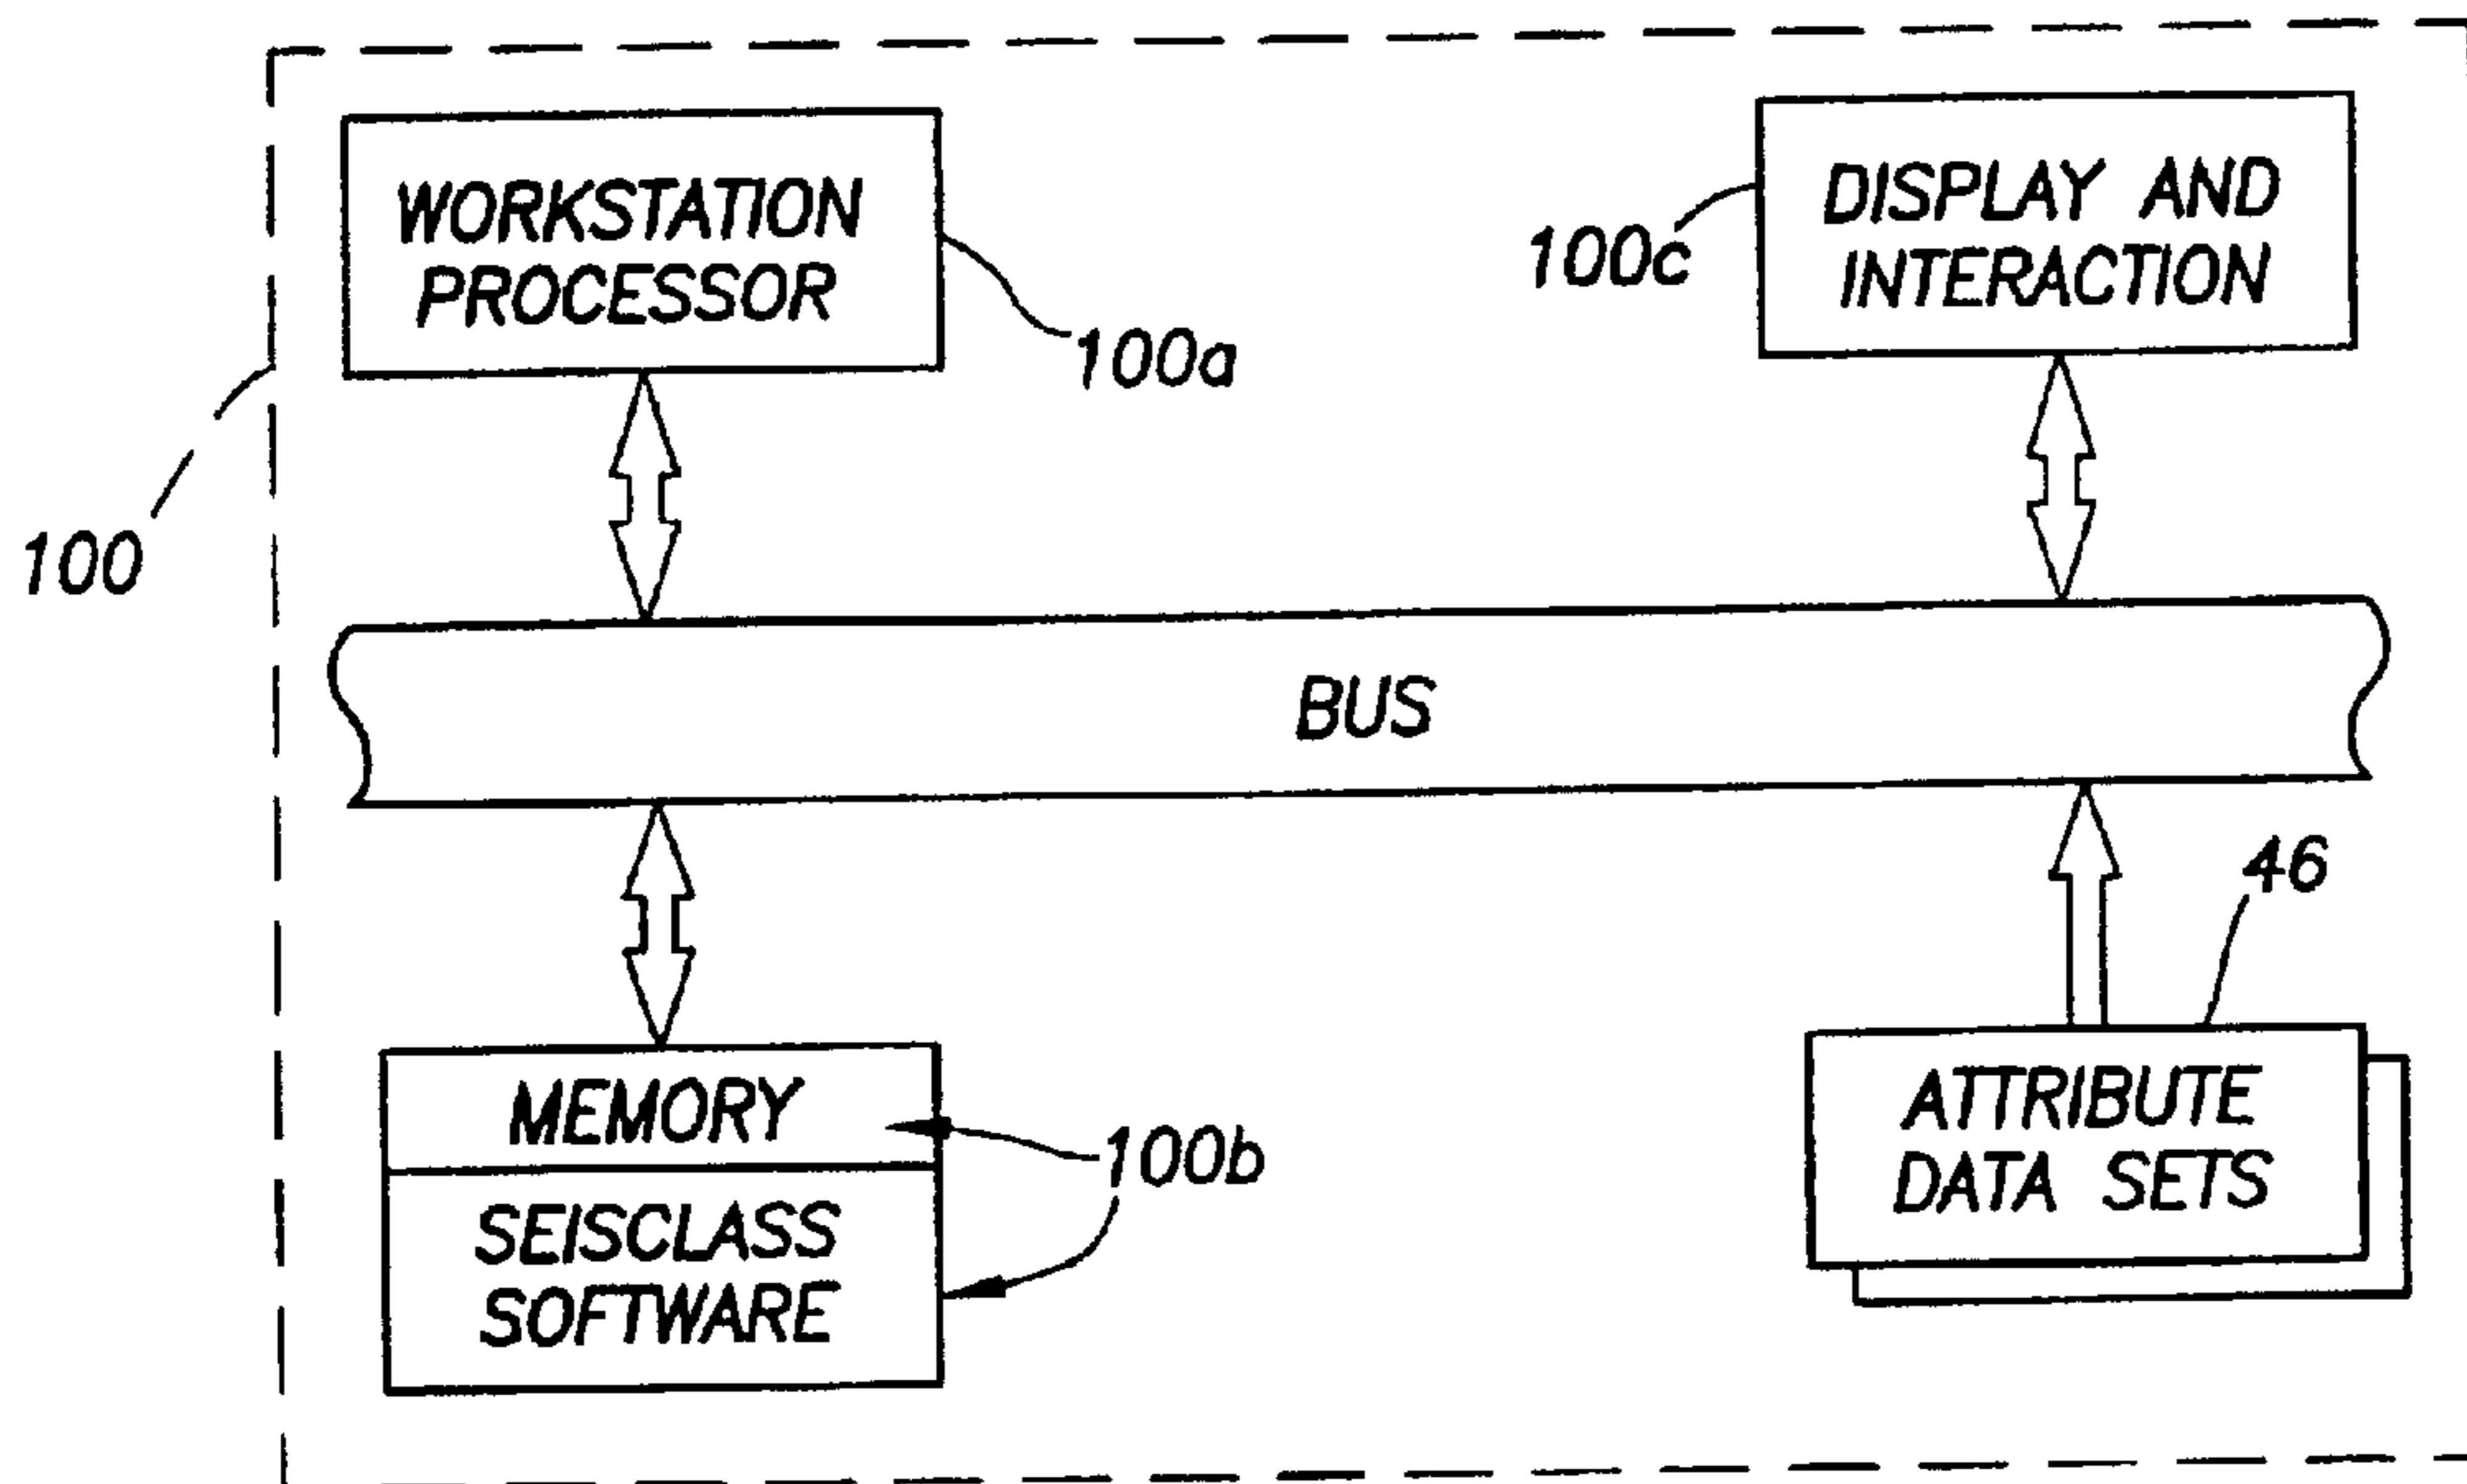 WORKSTATION
PROCESSOR
100a
DISPLAY AND
INTERACTION
100c
100
BUS
46
MEMORY
SEISCLASS
SOFTWARE
100b
ATTRIBUTE
DATA SETS